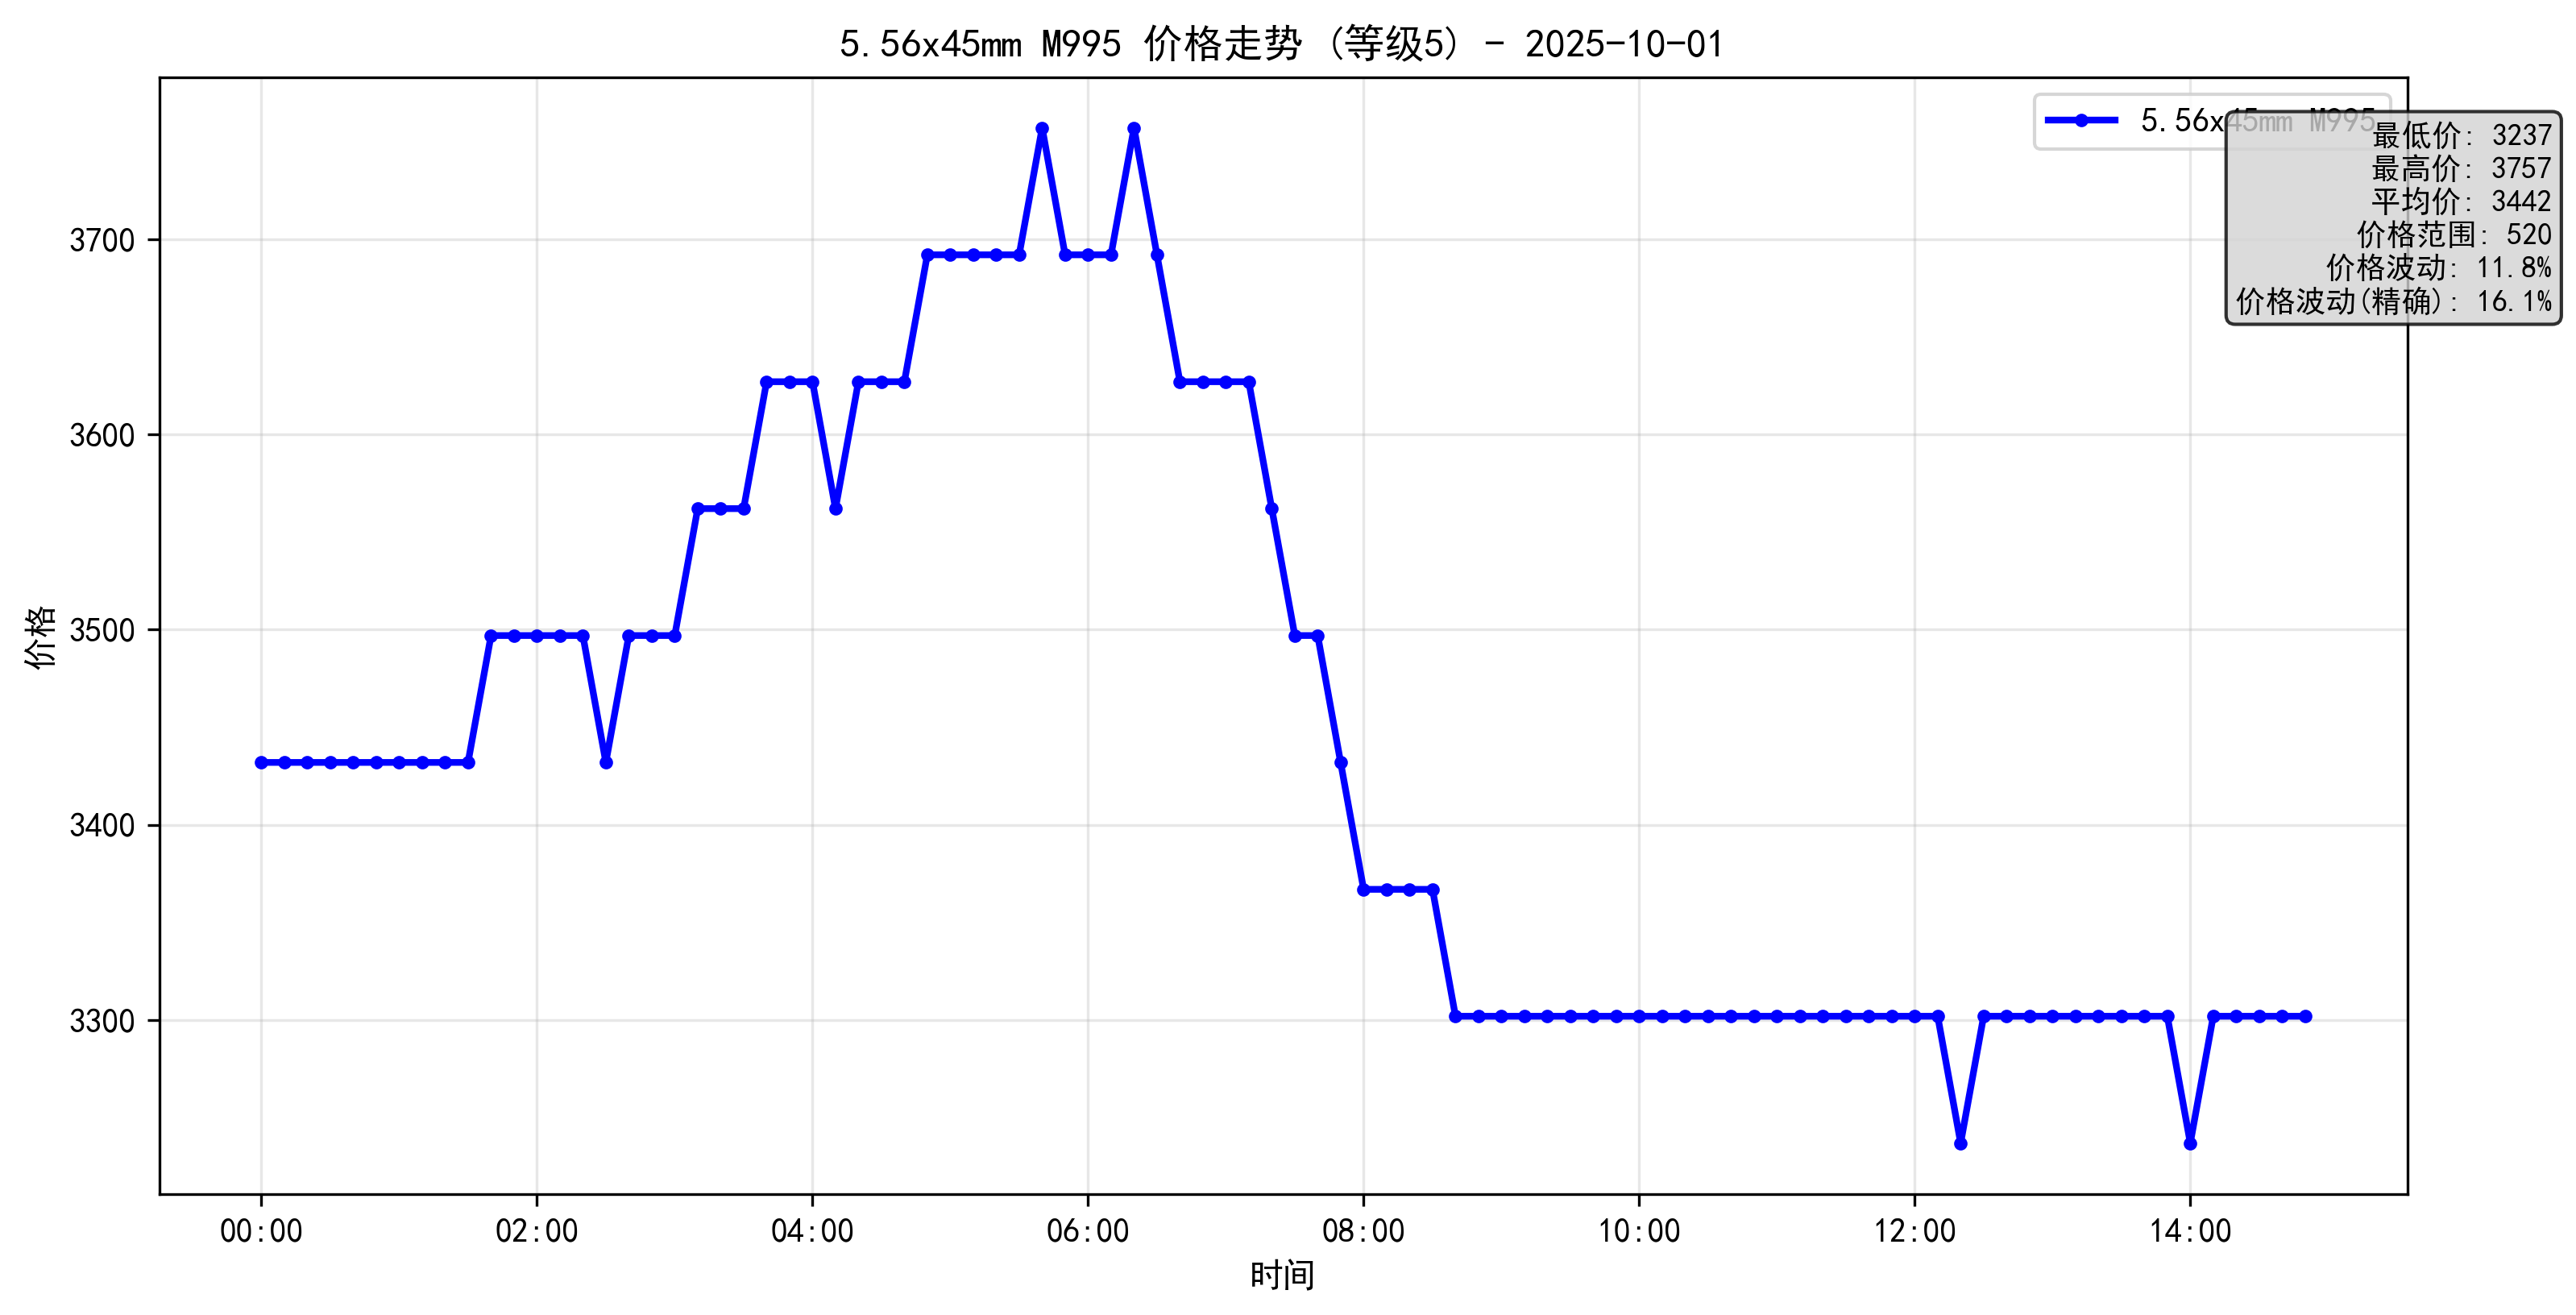 5.56x45mm M995 价格走势 (等级5) - 2025-10-01
5.56x45mm M995
最低价: 3237
最高价: 3757
平均价: 3442
价格范围: 520
价格波动: 11.8%
价格波动(精确): 16.1%
3700
3600
3500
3400
3300
价格
00:00 02:00 04:00 06:00 08:00 10:00 12:00 14:00
时间